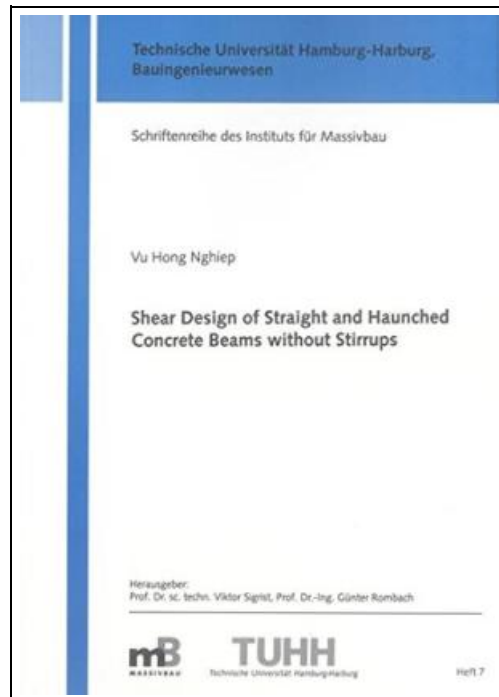 Technische Universität Hamburg-Harburg,
Bauingenieurwesen
Schriftenreihe des Instituts für Massivbau
Vu Hong Nghiep
Shear Design of Straight and Haunched
Concrete Beams without Stirrups
Herausgeber:
Prof. Dr. sc. techn. Viktor Sigrist, Prof. Dr.-Ing. Günter Rombach
mB
MASSIVBAU
TUHH
Technische Universität Hamburg-Harburg
Heft 7